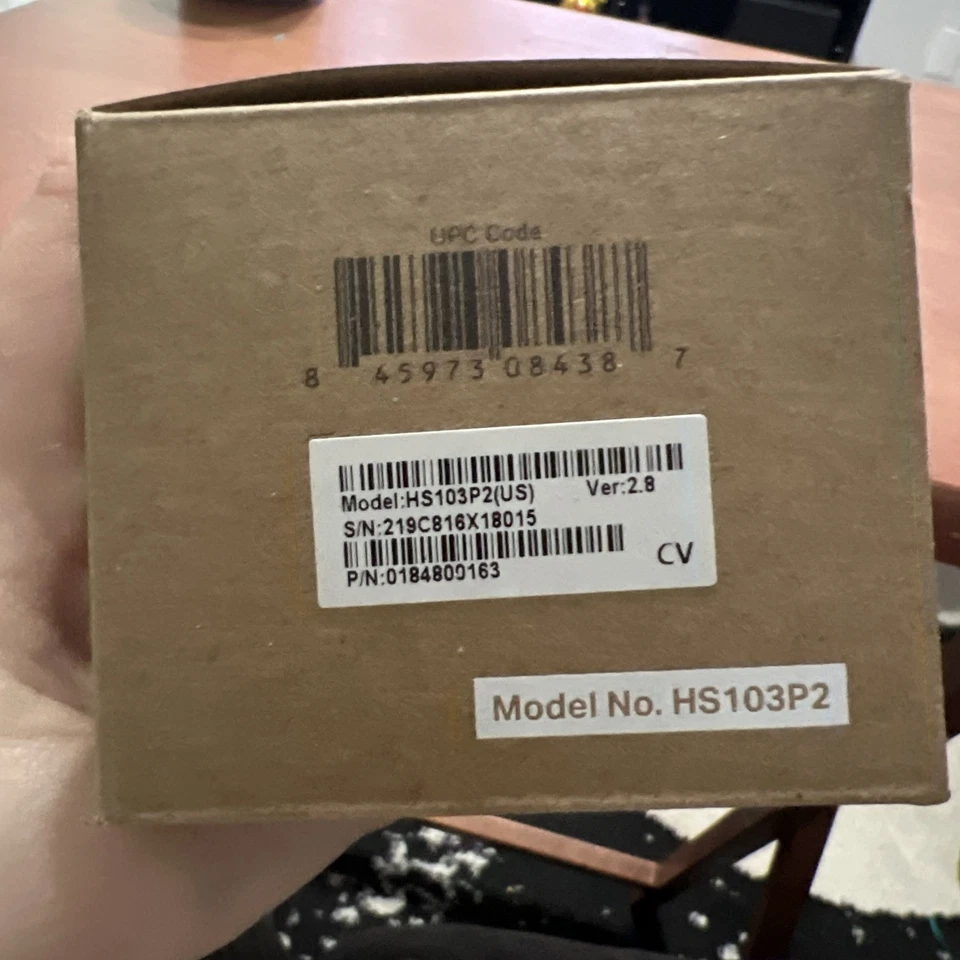 UPC Code
8 45973 08438 7
Model:HS103P2(US) Ver:2.8
S/N:219C816X18015
P/N:0184800163
CV
Model No. HS103P2